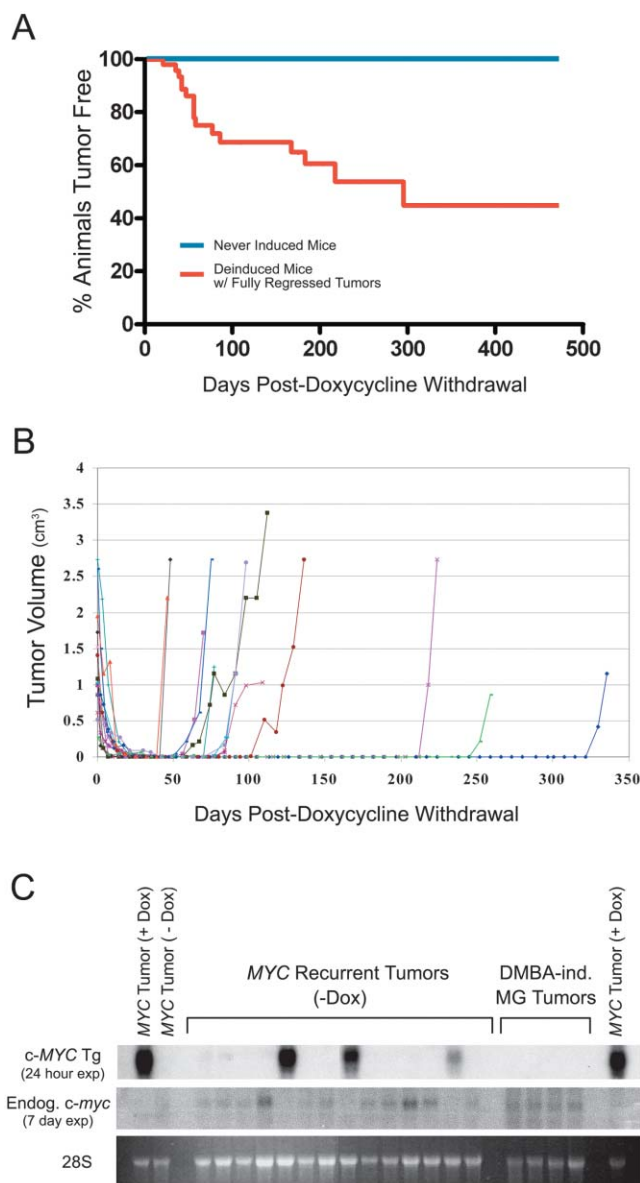 A
% Animals Tumor Free
100
80
60
40
20
0
Never Induced Mice
Deinduced Mice
w/ Fully Regressed Tumors
0 100 200 300 400 500
Days Post-Doxycycline Withdrawal
B
Tumor Volume (cm³)
4
3.5
3
2.5
2
1.5
1
0.5
0
0 50 100 150 200 250 300 350
Days Post-Doxycycline Withdrawal
C
MYC Tumor (+ Dox)
MYC Tumor ( - Dox)
MYC Recurrent Tumors
(-Dox)
DMBA-ind.
MG Tumors
MYC Tumor (+ Dox)
c-MYC Tg
(24 hour exp)
Endog. c-myc
(7 day exp)
28S